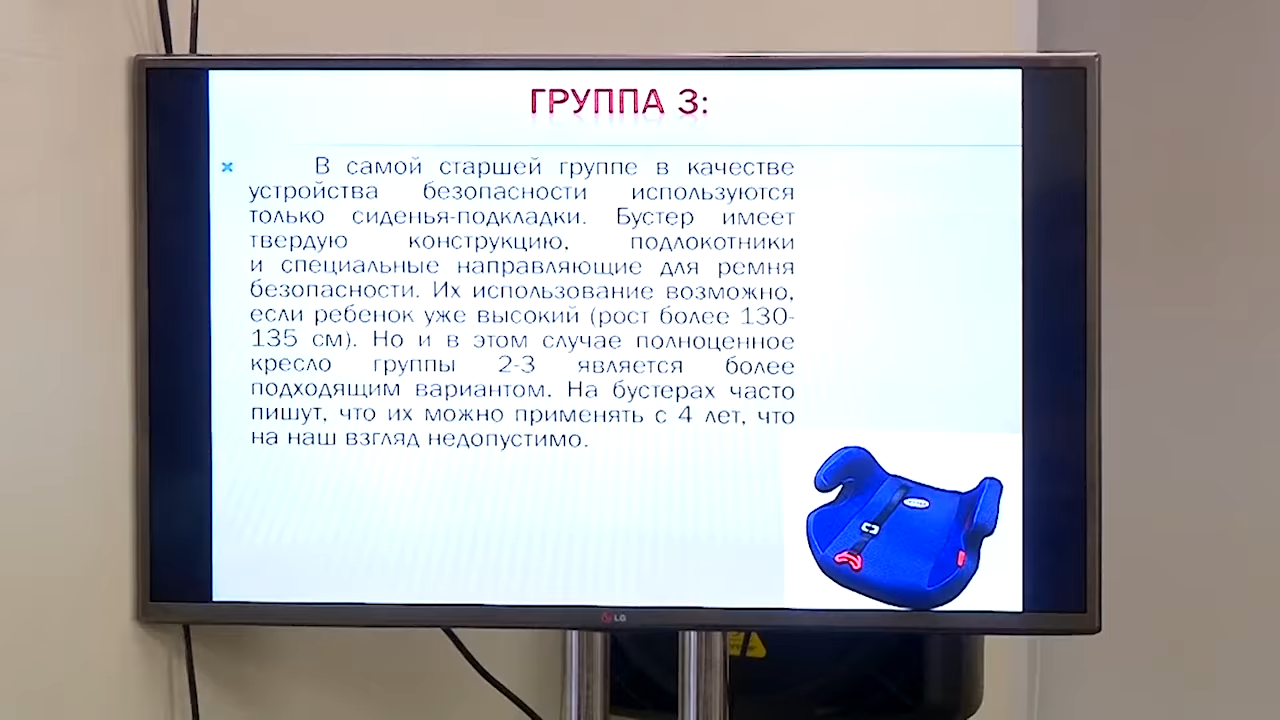 ГРУППА 3:
В самой старшей группе в качестве
устройства безопасности используются
только сиденья-подкладки. Бустер имеет
твердую конструкцию, подлокотники
и специальные направляющие для ремня
безопасности. Их использование возможно,
если ребенок уже высокий (рост более 130-
135 см). Но и в этом случае полноценное
кресло группы 2-3 является более
подходящим вариантом. На бустерах часто
пишут, что их можно применять с 4 лет, что
на наш взгляд недопустимо.
LG